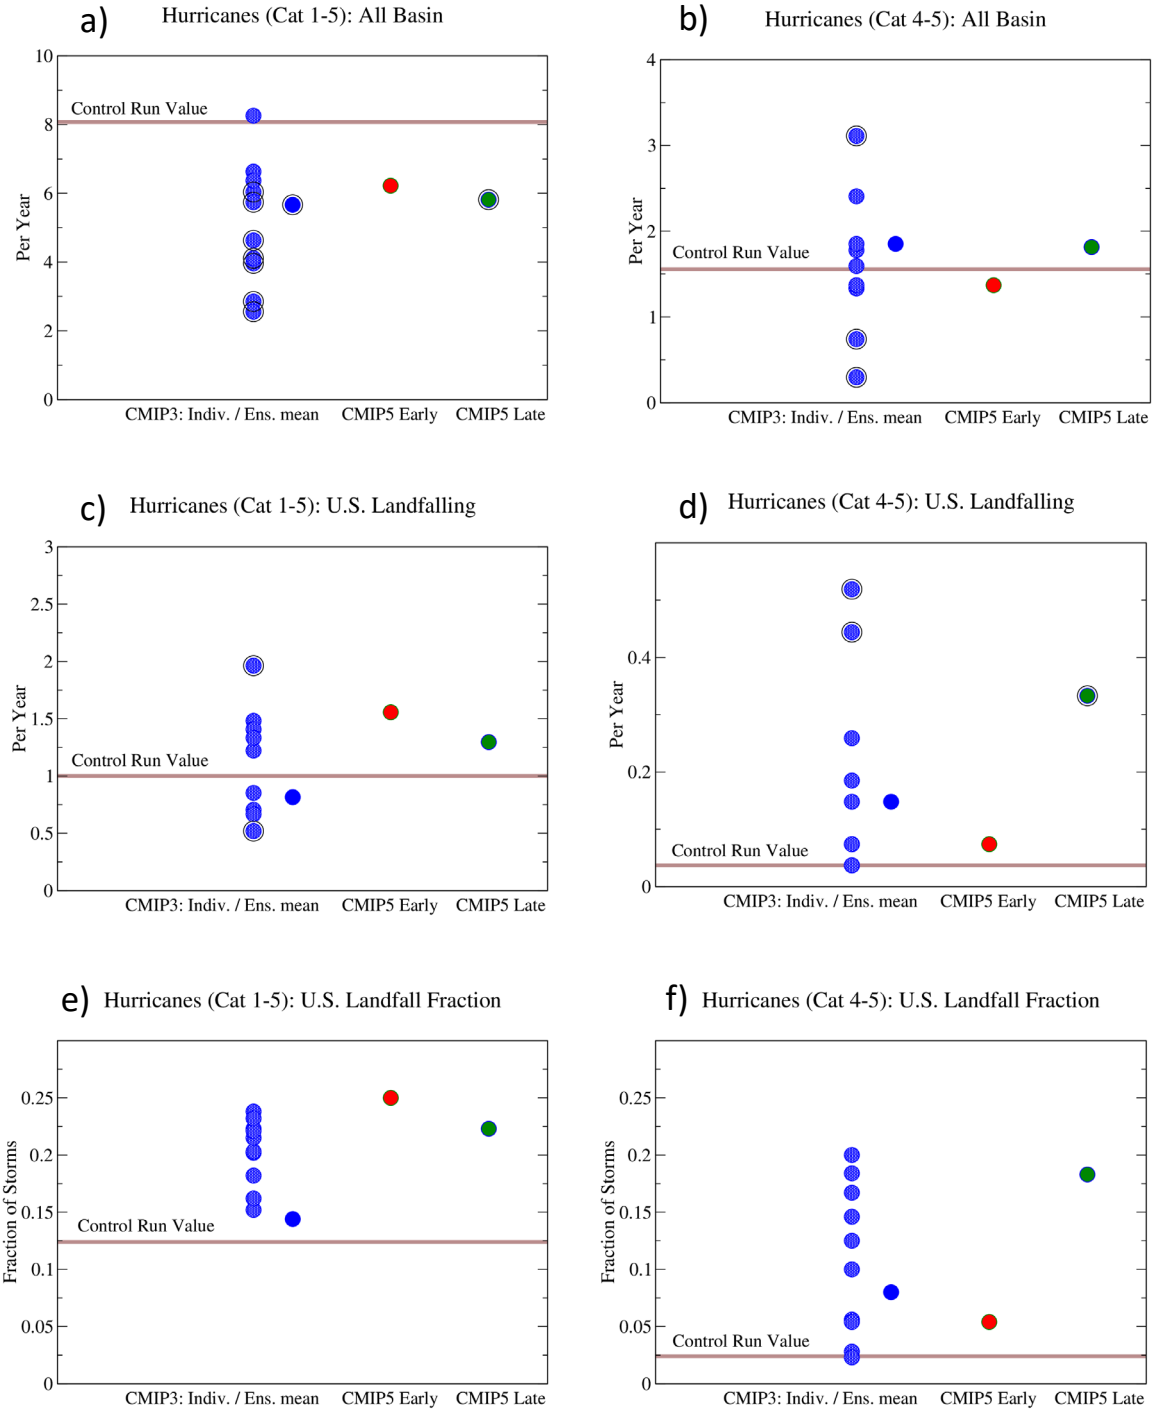 a) Hurricanes (Cat 1-5): All Basin
10
8
6
4
2
0
Per Year
Control Run Value
CMIP3: Indiv. / Ens. mean CMIP5 Early CMIP5 Late
b) Hurricanes (Cat 4-5): All Basin
4
3
2
1
0
Per Year
Control Run Value
CMIP3: Indiv. / Ens. mean CMIP5 Early CMIP5 Late
c) Hurricanes (Cat 1-5): U.S. Landfalling
3
2.5
2
1.5
1
0.5
0
Per Year
Control Run Value
CMIP3: Indiv. / Ens. mean CMIP5 Early CMIP5 Late
d) Hurricanes (Cat 4-5): U.S. Landfalling
0.4
0.2
0
Per Year
Control Run Value
CMIP3: Indiv. / Ens. mean CMIP5 Early CMIP5 Late
e) Hurricanes (Cat 1-5): U.S. Landfall Fraction
0.25
0.2
0.15
0.1
0.05
0
Fraction of Storms
Control Run Value
CMIP3: Indiv. / Ens. mean CMIP5 Early CMIP5 Late
f) Hurricanes (Cat 4-5): U.S. Landfall Fraction
0.25
0.2
0.15
0.1
0.05
0
Fraction of Storms
Control Run Value
CMIP3: Indiv. / Ens. mean CMIP5 Early CMIP5 Late